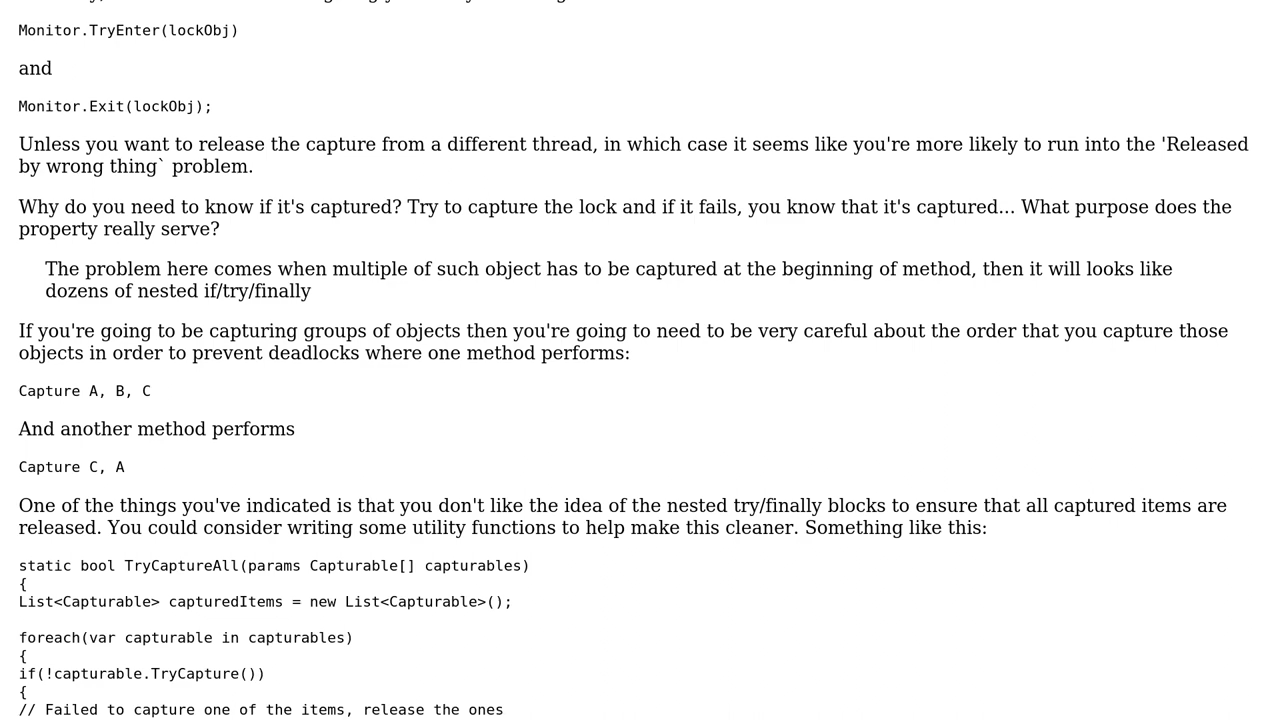 Monitor.TryEnter(lockObj)
and
Monitor.Exit(lockObj);
Unless you want to release the capture from a different thread, in which case it seems like you're more likely to run into the 'Released
by wrong thing` problem.
Why do you need to know if it's captured? Try to capture the lock and if it fails, you know that it's captured... What purpose does the
property really serve?
The problem here comes when multiple of such object has to be captured at the beginning of method, then it will looks like
dozens of nested if/try/finally
If you're going to be capturing groups of objects then you're going to need to be very careful about the order that you capture those
objects in order to prevent deadlocks where one method performs:
Capture A, B, C
And another method performs
Capture C, A
One of the things you've indicated is that you don't like the idea of the nested try/finally blocks to ensure that all captured items are
released. You could consider writing some utility functions to help make this cleaner. Something like this:
static bool TryCaptureAll(params Capturable[] capturables)
{
List<Capturable> capturedItems = new List<Capturable>();
foreach(var capturable in capturables)
{
if(!capturable.TryCapture())
{
// Failed to capture one of the items, release the ones